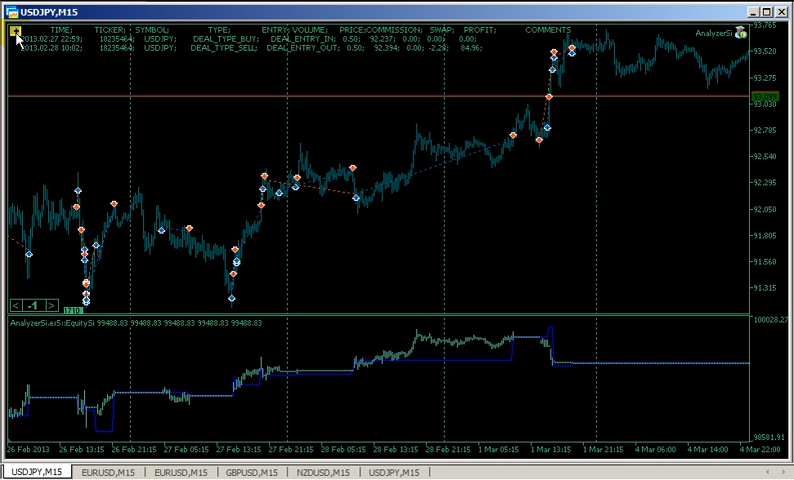 USDJPY,M15
TIME; TICKER; SYMBOL; TYPE; ENTRY; VOLUME; PRICE; COMMISSION; SWAP; PROFIT; COMMENTS
2013.02.27 22:59; 18235464; USDJPY; DEAL_TYPE_BUY; DEAL_ENTRY_IN; 0.50; 92.237; 0.00; 0.00; 0.00;
2013.02.28 10:02; 18235464; USDJPY; DEAL_TYPE_SELL; DEAL_ENTRY_OUT; 0.50; 92.394; 0.00; -2.28; 84.96;
AnalyzerSi
93.765
93.520
93.275
93.030
92.785
92.540
92.295
92.050
91.805
91.560
91.315
< -1 >
1710
AnalyzerSi.ex5::EquitySi 99488.83 99488.83 99488.83 99488.83
100028.27
98581.91
26 Feb 2013 26 Feb 13:15 26 Feb 21:15 27 Feb 05:15 27 Feb 13:15 27 Feb 21:15 28 Feb 05:15 28 Feb 13:15 28 Feb 21:15 1 Mar 05:15 1 Mar 13:15 4 Mar 06:00 4 Mar 14:00 4 Mar 22:00
USDJPY,M15 EURUSD,M15 EURUSD,M15 GBPUSD,M15 NZDUSD,M15 USDJPY,M15